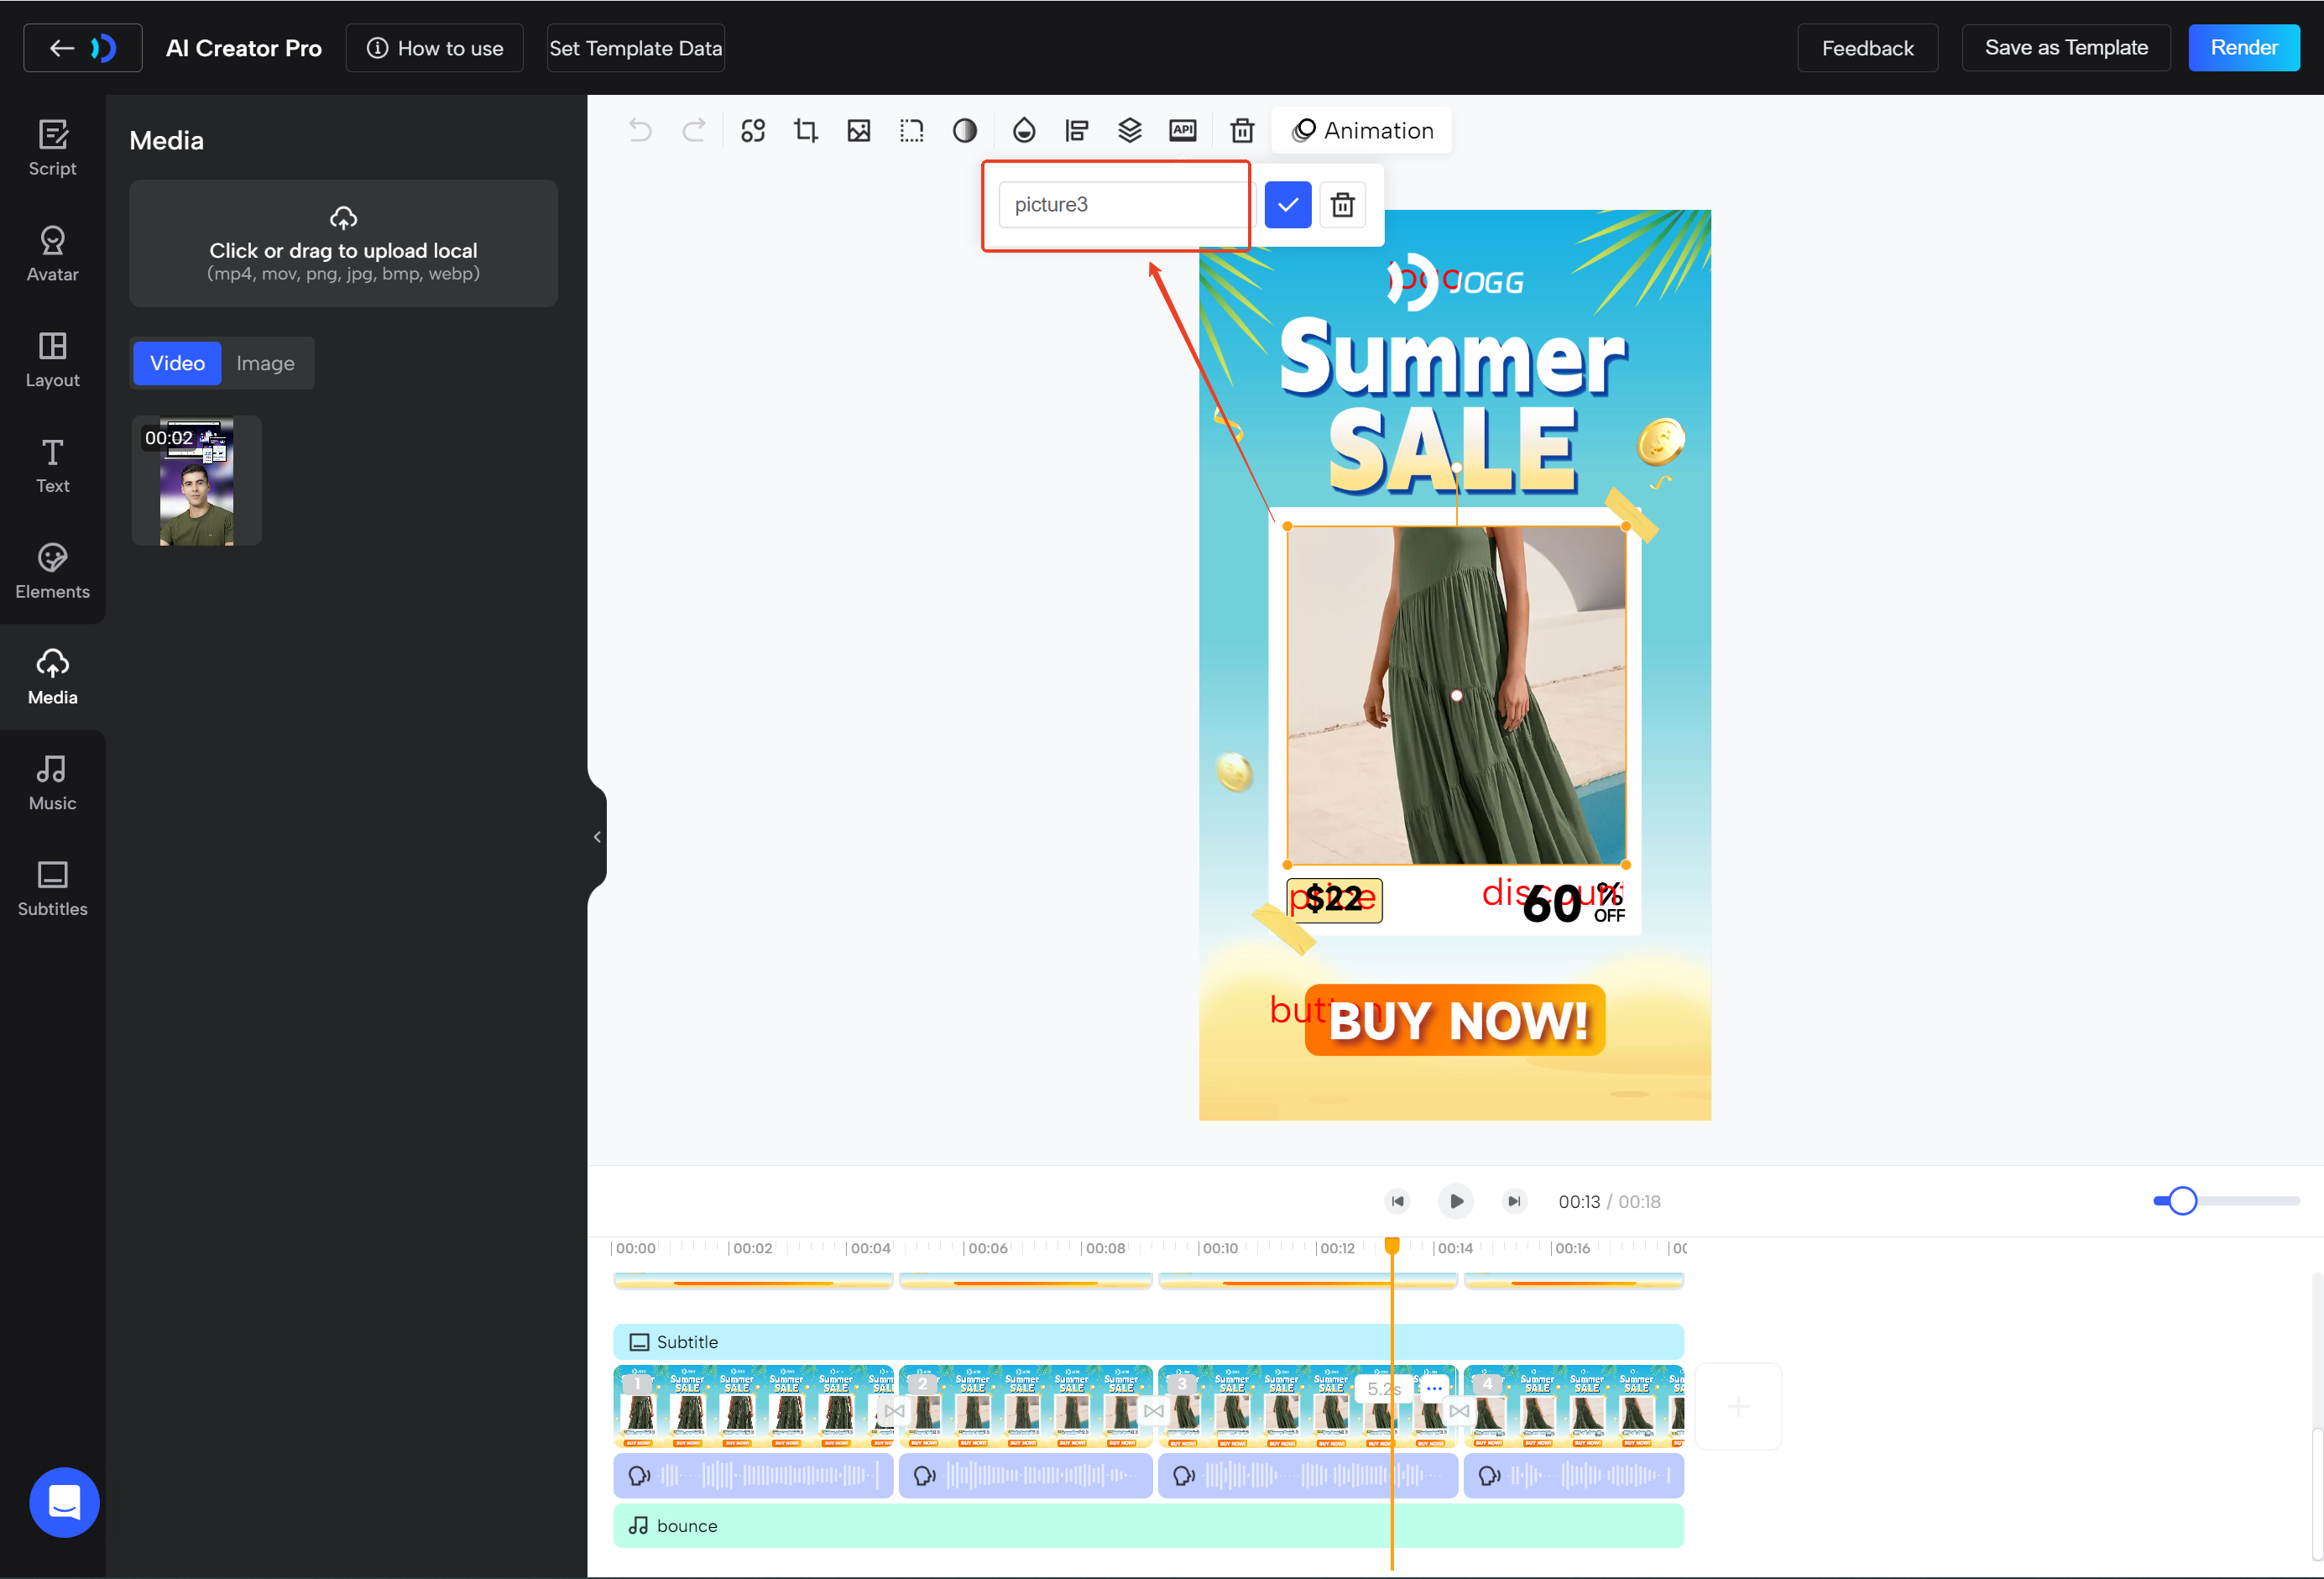 AI Creator Pro
How to use
Set Template Data
Feedback
Save as Template
Render
Script
Avatar
Layout
Text
Elements
Media
Music
Subtitles
Media
Click or drag to upload local
(mp4, mov, png, jpg, bmp, webp)
Video
Image
00:02
API
Animation
picture3
JOGG
Summer
SALE
price
$22
discount
60
%
OFF
button
BUY NOW!
00:13 / 00:18
00:00 00:02 00:04 00:06 00:08 00:10 00:12 00:14 00:16
Subtitle
1
2
3
5.2s
4
bounce